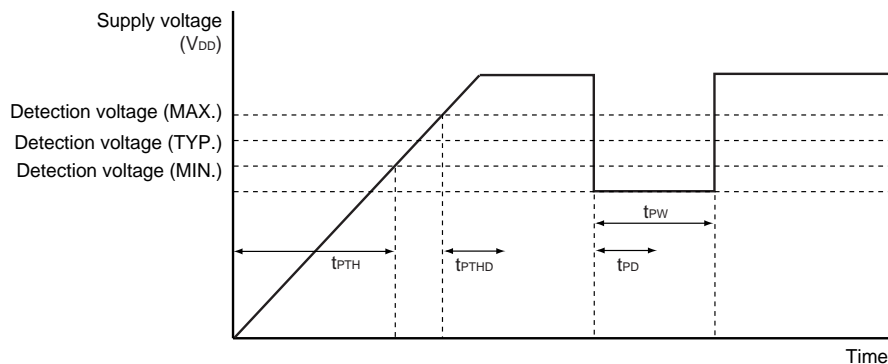 Supply voltage
(VDD)
Detection voltage (MAX.)
Detection voltage (TYP.)
Detection voltage (MIN.)
tPW
tPTH
tPTHD
tPD
Time